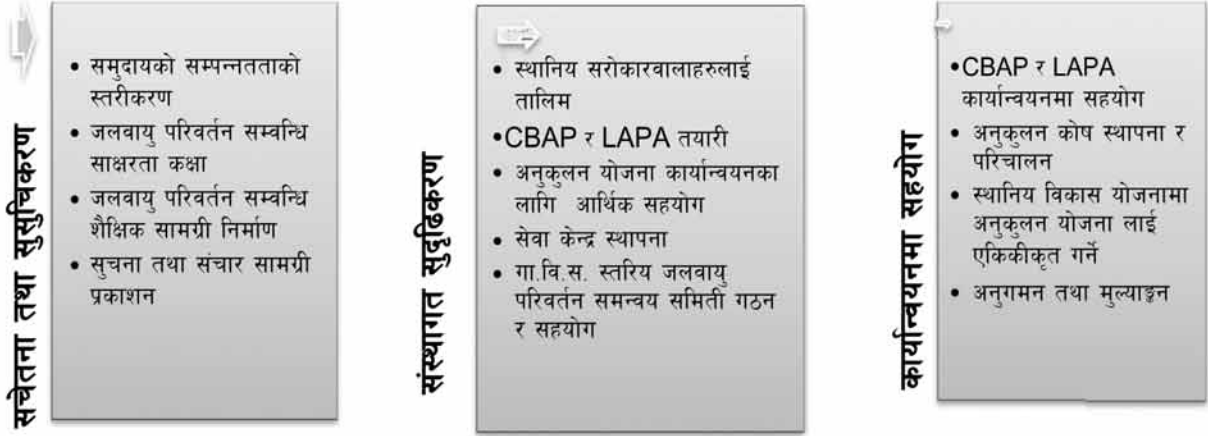 सचेतना तथा सुसुचिकरण
• समुदायको सम्पन्नतताको
स्तरीकरण
• जलवायु परिवर्तन सम्वन्धि
साक्षरता कक्षा
• जलवायु परिवर्तन सम्वन्धि
शैक्षिक सामग्री निर्माण
• सुचना तथा संचार सामग्री
प्रकाशन
संस्थागत सुदृढिकरण
• स्थानिय सरोकारवालाहरुलाई
तालिम
•CBAP र LAPA तयारी
• अनुकुलन योजना कार्यान्वयनका
लागि आर्थिक सहयोग
• सेवा केन्द्र स्थापना
• गा.वि.स. स्तरिय जलवायु
परिवर्तन समन्वय समिती गठन
र सहयोग
कार्यान्वयनमा सहयोग
•CBAP र LAPA
कार्यान्वयनमा सहयोग
• अनुकुलन कोष स्थापना र
परिचालन
• स्थानिय विकास योजनामा
अनुकुलन योजना लाई
एकिकीकृत गर्ने
• अनुगमन तथा मुल्याङ्कन